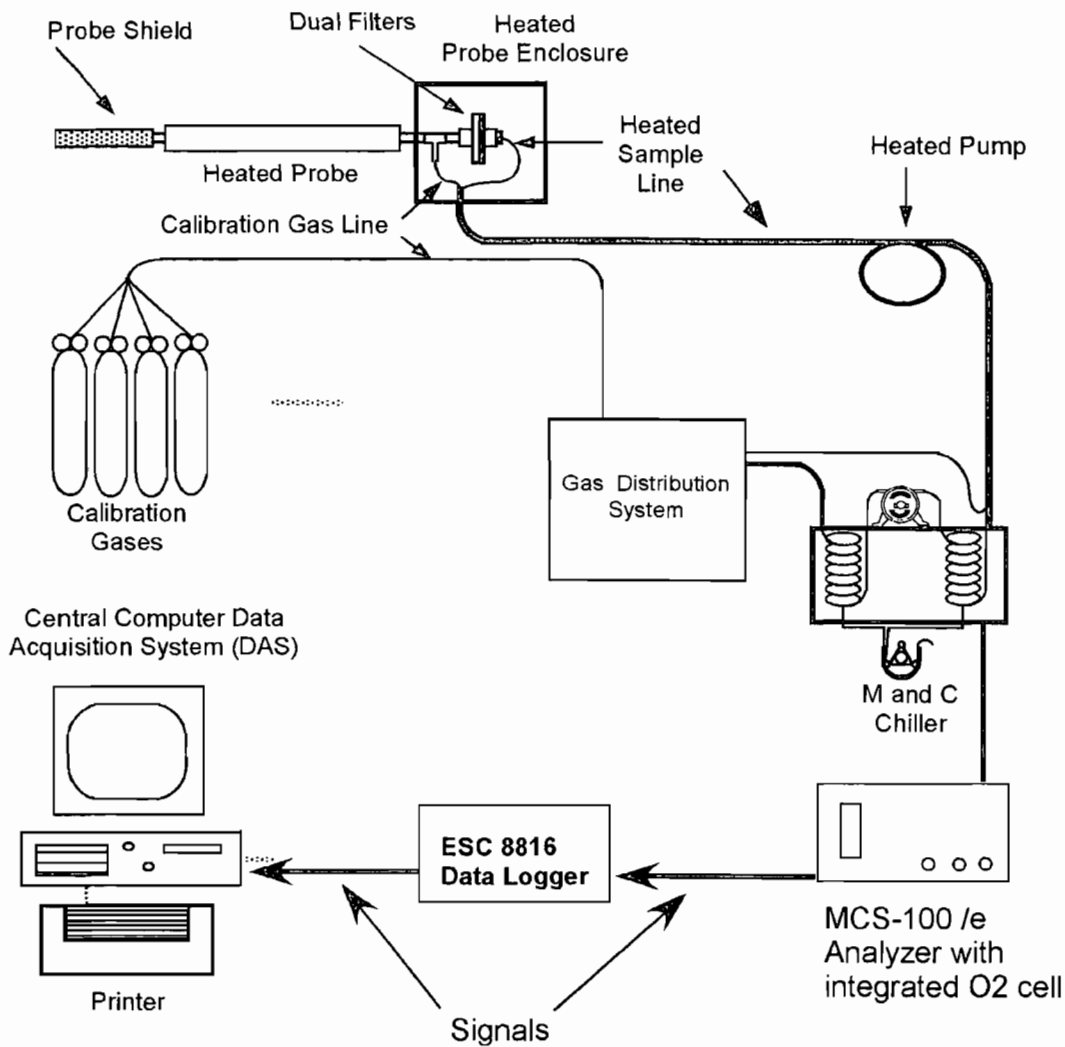 Probe Shield
Dual Filters
Heated
Probe Enclosure
Heated
Sample
Line
Heated Pump
Heated Probe
Calibration Gas Line
Gas Distribution
System
Calibration
Gases
Central Computer Data
Acquisition System (DAS)
M and C
Chiller
ESC 8816
Data Logger
MCS-100 /e
Analyzer with
integrated O2 cell
Printer
Signals